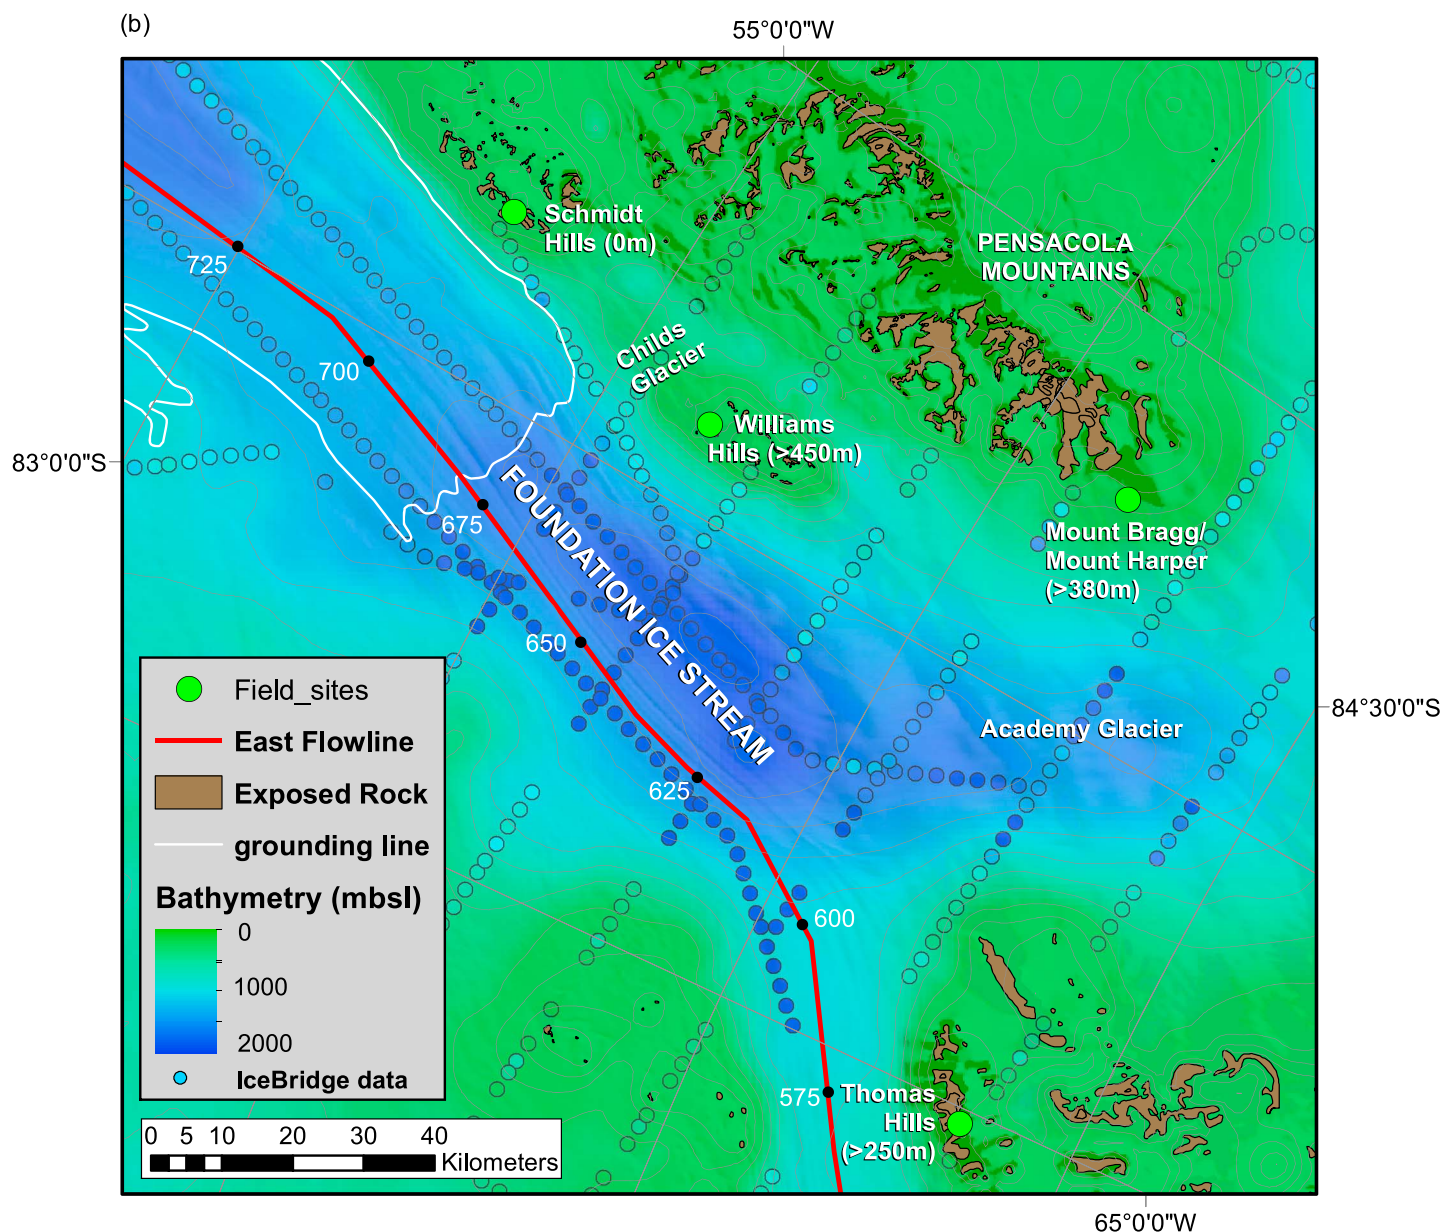 (b)
55°0'0"W
Schmidt
Hills (0m)
PENSACOLA
MOUNTAINS
725
700
Childs
Glacier
Williams
Hills (>450m)
83°0'0"S
675
FOUNDATION ICE STREAM
Mount Bragg/
Mount Harper
(>380m)
650
84°30'0"S
Academy Glacier
625
600
575
Thomas
Hills
(>250m)
Field_sites
East Flowline
Exposed Rock
grounding line
Bathymetry (mbsl)
0
1000
2000
IceBridge data
0 5 10 20 30 40
Kilometers
65°0'0"W